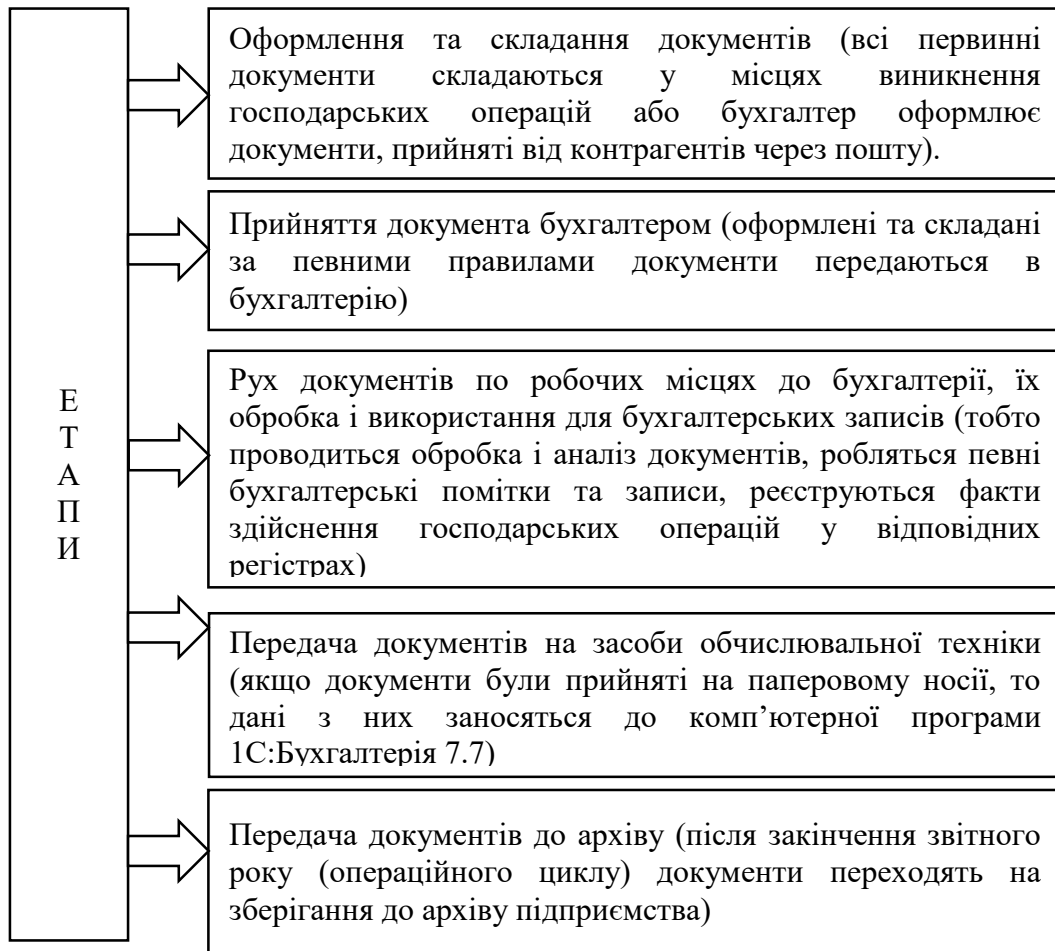 Оформлення та складання документів (всі первинні
документи складаються у місцях виникнення
господарських операцій або бухгалтер оформлює
документи, прийняті від контрагентів через пошту).
Прийняття документа бухгалтером (оформлені та складані
за певними правилами документи передаються в
бухгалтерію)
Е
Т
А
П
И
Рух документів по робочих місцях до бухгалтерії, їх
обробка і використання для бухгалтерських записів (тобто
проводиться обробка і аналіз документів, робляться певні
бухгалтерські помітки та записи, реєструються факти
здійснення господарських операцій у відповідних
регістрах)
Передача документів на засоби обчислювальної техніки
(якщо документи були прийняті на паперовому носії, то
дані з них заносяться до комп’ютерної програми
1С:Бухгалтерія 7.7)
Передача документів до архіву (після закінчення звітного
року (операційного циклу) документи переходять на
зберігання до архіву підприємства)